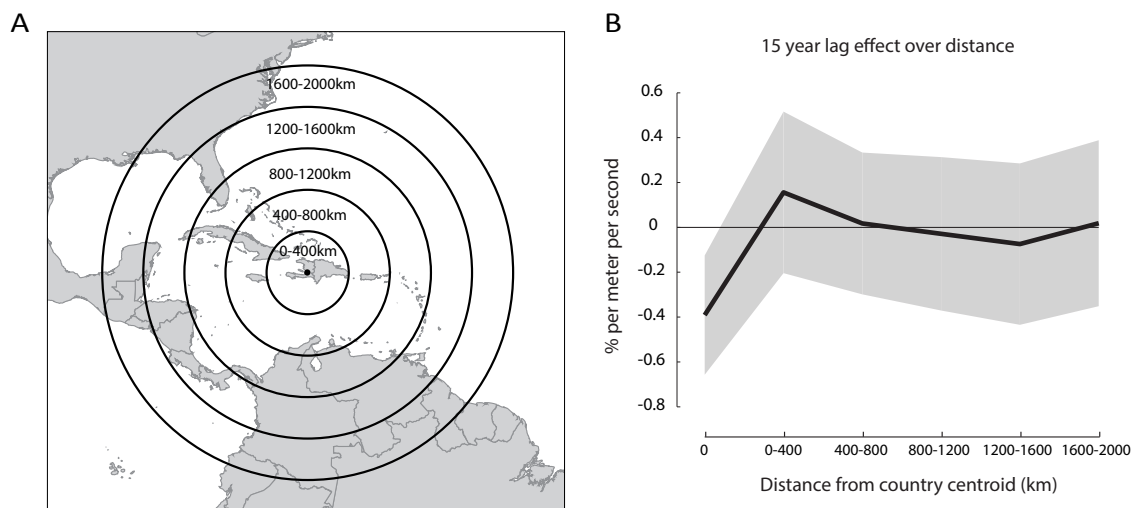 A
1600-2000km
1200-1600km
800-1200km
400-800km
0-400km
B
15 year lag effect over distance
% per meter per second
0.6
0.4
0.2
0
-0.2
-0.4
-0.6
-0.8
0 0-400 400-800 800-1200 1200-1600 1600-2000
Distance from country centroid (km)